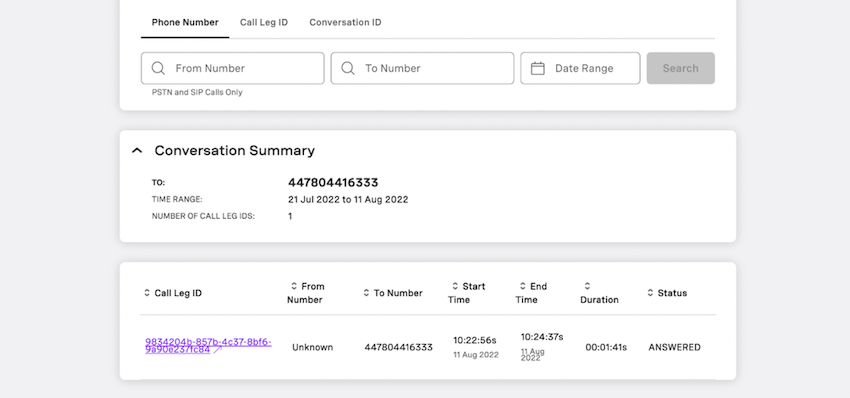 Phone Number Call Leg ID Conversation ID
From Number To Number Date Range Search
PSTN and SIP Calls Only
Conversation Summary
TO: 447804416333
TIME RANGE: 21 Jul 2022 to 11 Aug 2022
NUMBER OF CALL LEG IDS: 1
Call Leg ID From Number To Number Start Time End Time Duration Status
9834204b-857b-4c37-8bf6-
9a90e237fc84 Unknown 447804416333 10:22:56s 10:24:37s 00:01:41s ANSWERED
11 Aug 2022 11 Aug 2022